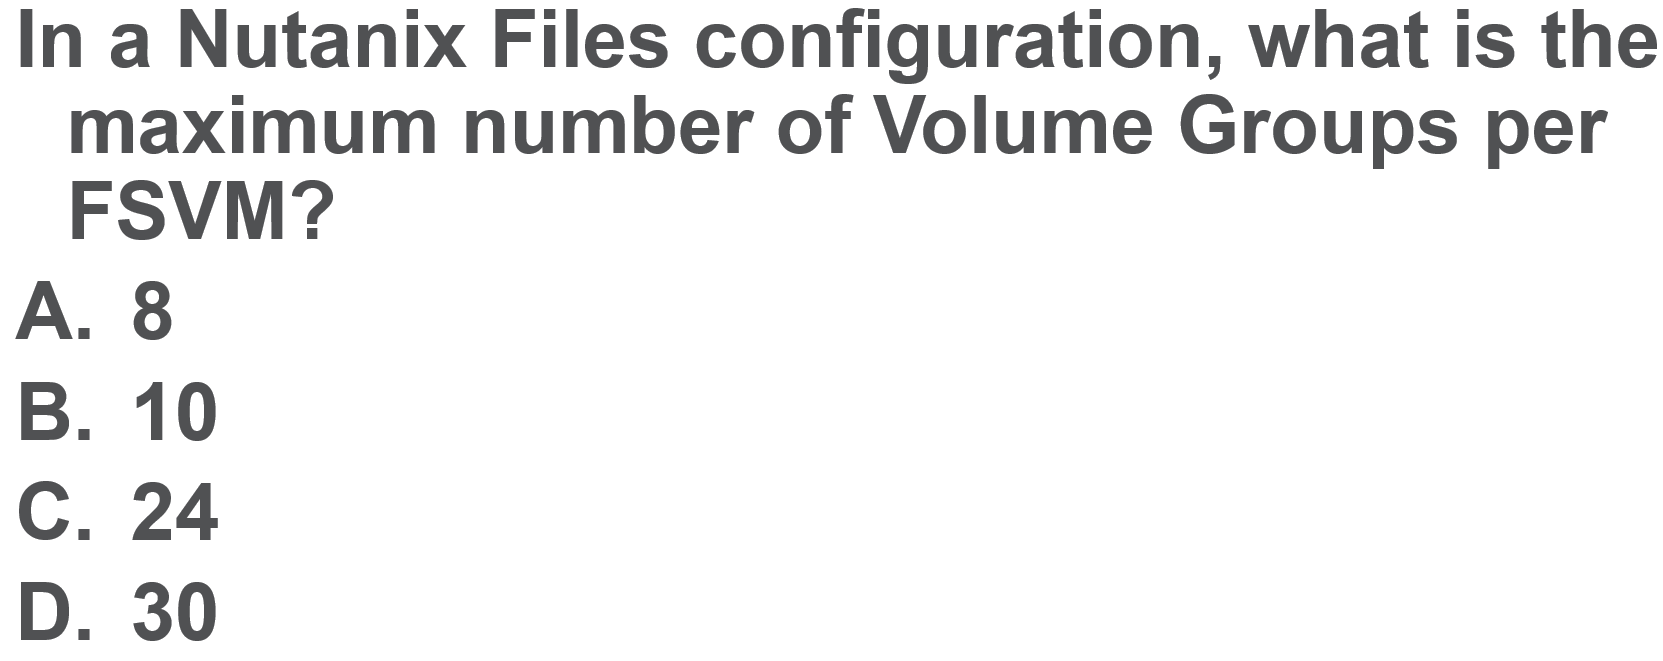 In a Nutanix Files configuration, what is the
maximum number of Volume Groups per
FSVM?
A. 8
B. 10
C. 24
D. 30